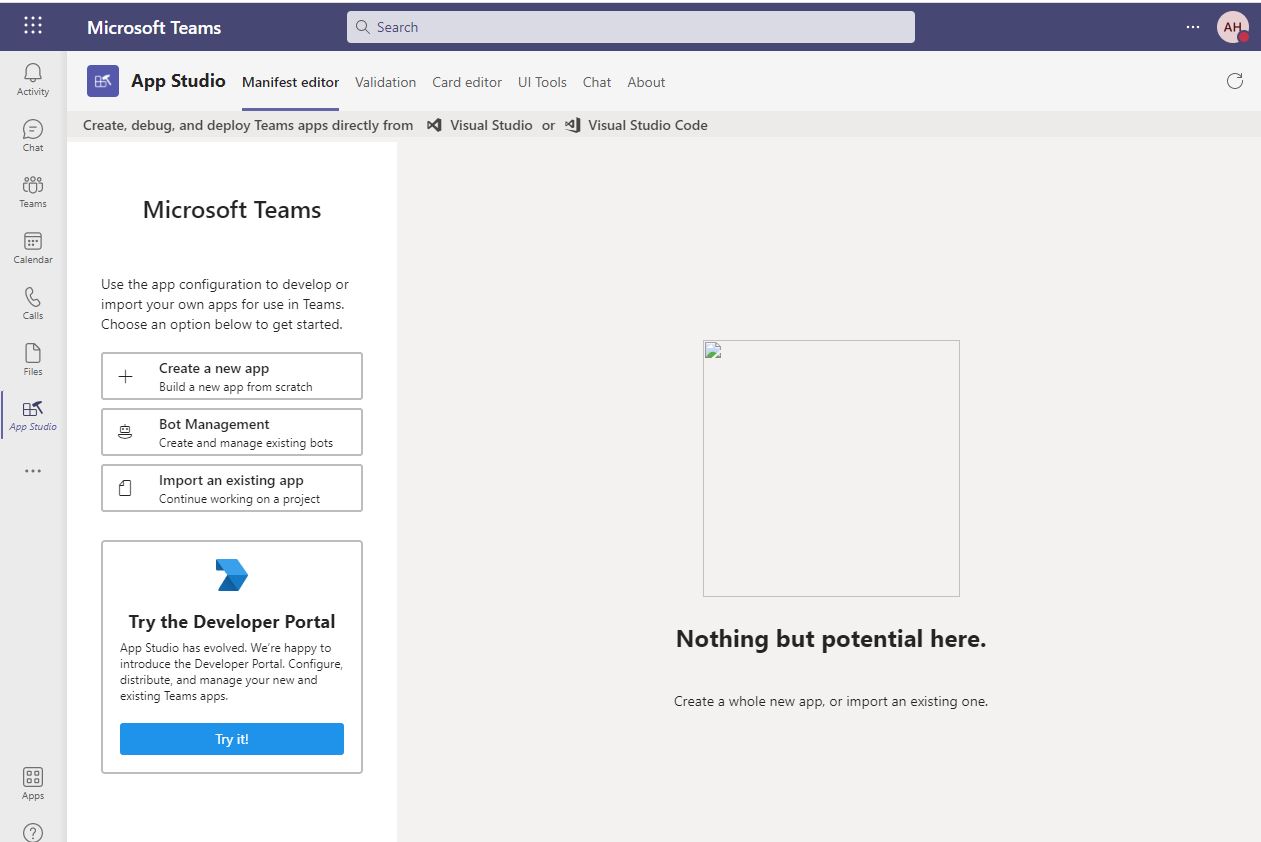 Microsoft Teams
Search
AH
Activity
Chat
Teams
Calendar
Calls
Files
App Studio
Apps
App Studio
Manifest editor
Validation
Card editor
UI Tools
Chat
About
Create, debug, and deploy Teams apps directly from Visual Studio or Visual Studio Code
Microsoft Teams
Use the app configuration to develop or
import your own apps for use in Teams.
Choose an option below to get started.
Create a new app
Build a new app from scratch
Bot Management
Create and manage existing bots
Import an existing app
Continue working on a project
Try the Developer Portal
App Studio has evolved. We're happy to
introduce the Developer Portal. Configure,
distribute, and manage your new and
existing Teams apps.
Try it!
Nothing but potential here.
Create a whole new app, or import an existing one.